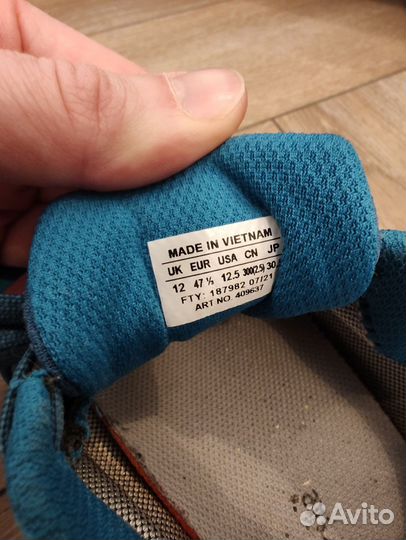 MADE IN VIETNAM
UK EUR USA CN JP
12 47 ⅓ 12.5 300(2.5) 30.
FTY: 187982 07/21
ART NO. 409637
Avito